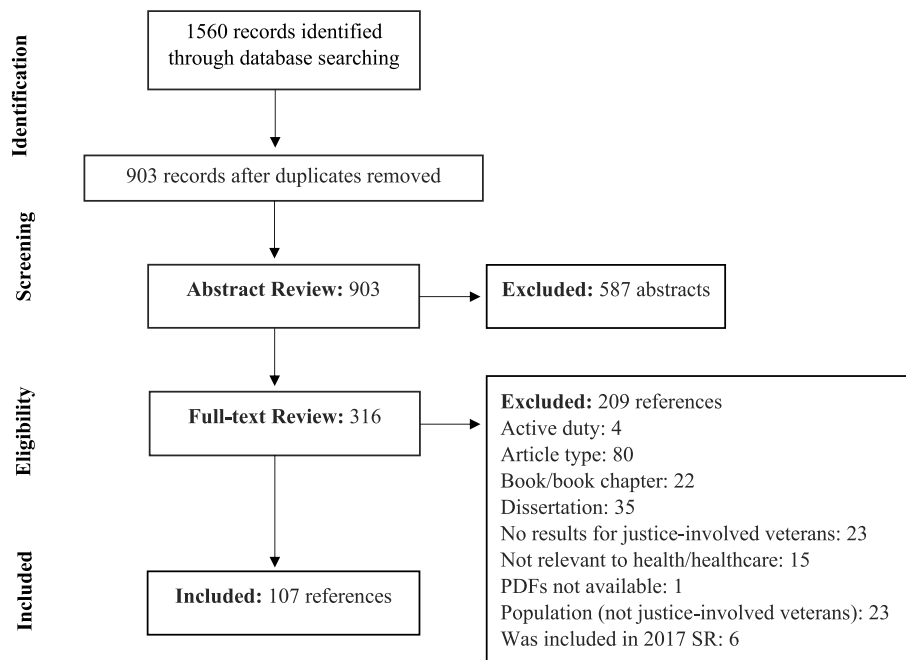 Identification
1560 records identified
through database searching
903 records after duplicates removed
Screening
Abstract Review: 903
Excluded: 587 abstracts
Eligibility
Full-text Review: 316
Excluded: 209 references
Active duty: 4
Article type: 80
Book/book chapter: 22
Dissertation: 35
No results for justice-involved veterans: 23
Not relevant to health/healthcare: 15
PDFs not available: 1
Population (not justice-involved veterans): 23
Was included in 2017 SR: 6
Included
Included: 107 references